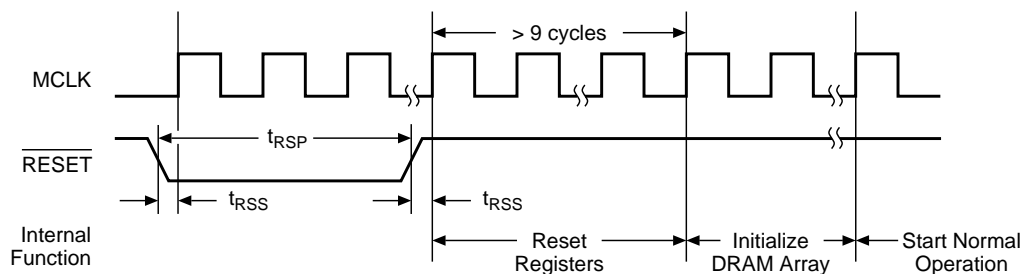 > 9 cycles
MCLK
tRSP
RESET
tRSS
tRSS
Internal
Function
Reset
Registers
Initialize
DRAM Array
Start Normal
Operation